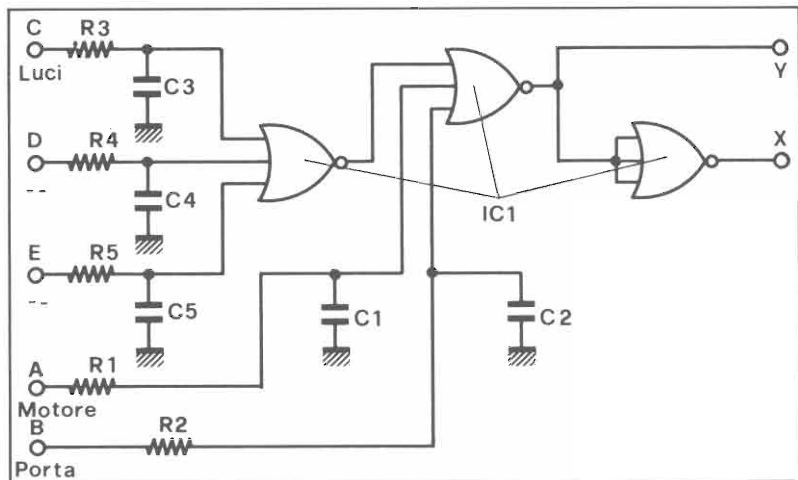 C
R3
Luci
C3
D
R4
--
C4
E
R5
--
C5
A
R1
Motore
C1
B
R2
Porta
C2
IC1
Y
X